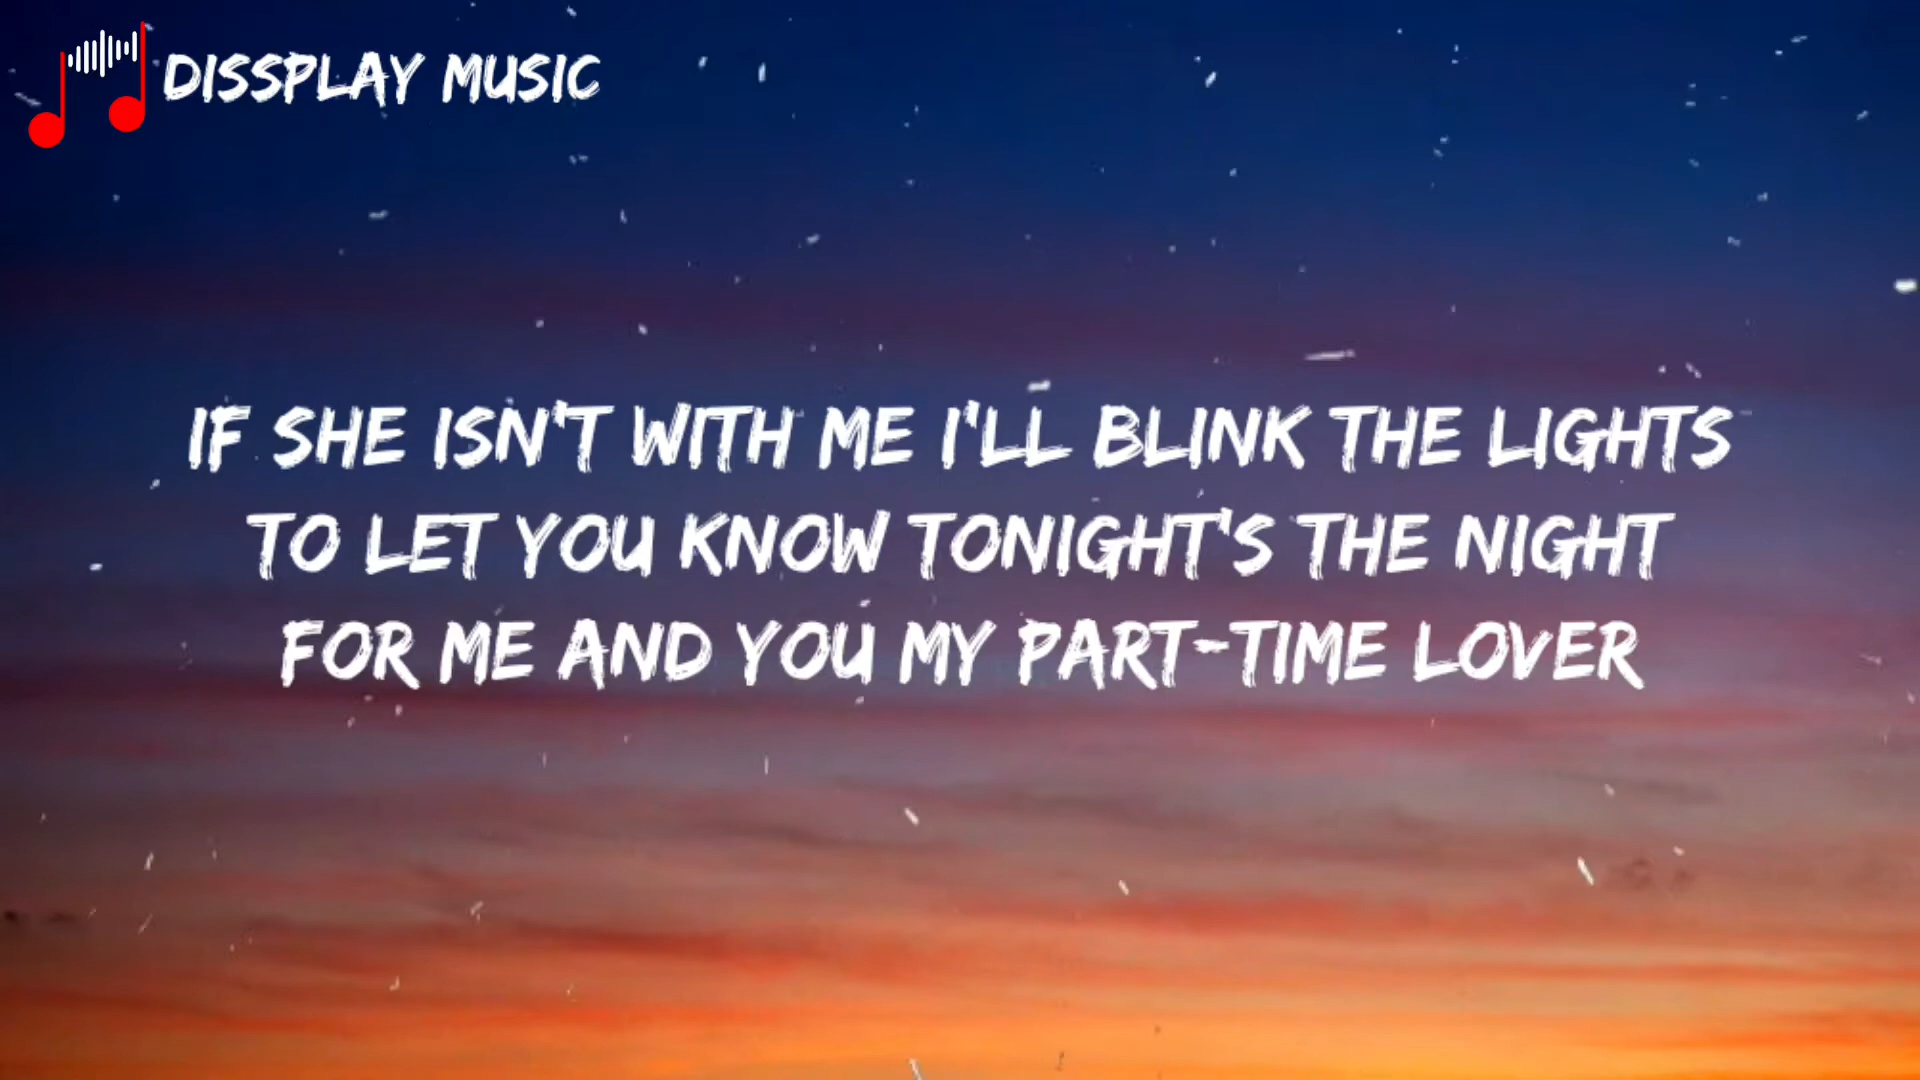 DISSPLAY MUSIC
IF SHE ISN'T WITH ME I'LL BLINK THE LIGHTS
TO LET YOU KNOW TONIGHT'S THE NIGHT
FOR ME AND YOU MY PART-TIME LOVER